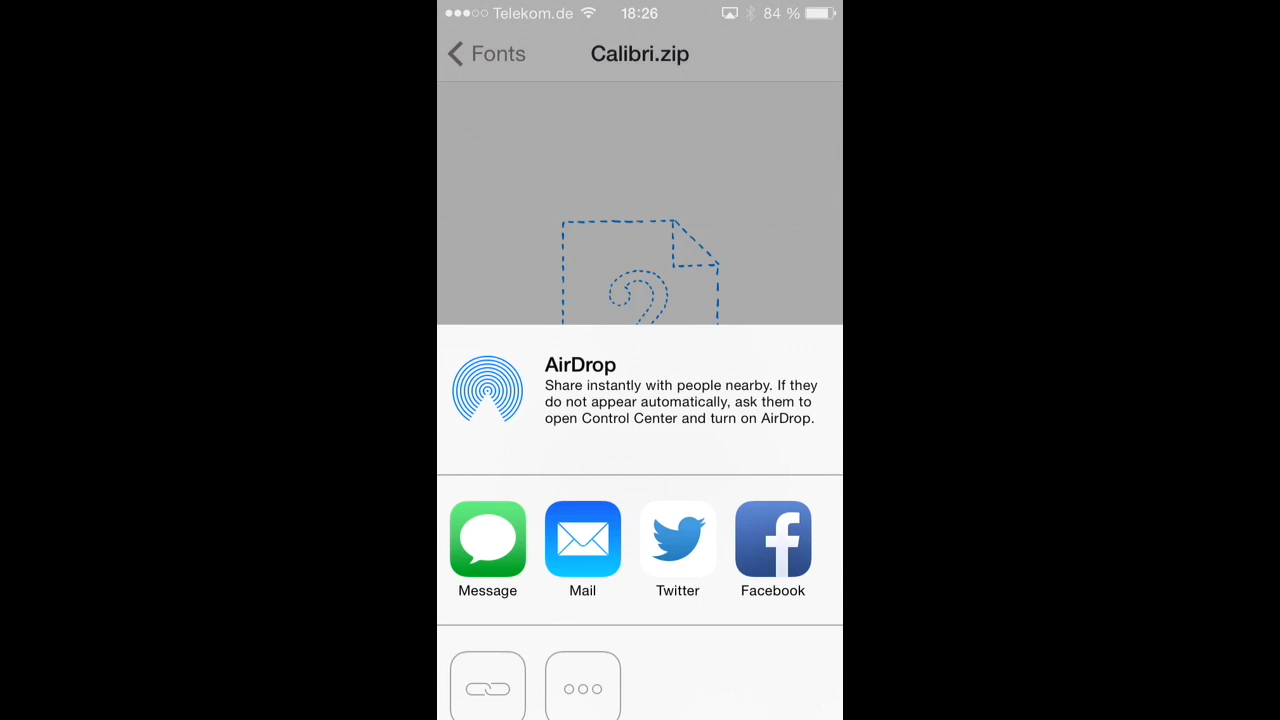 Telekom.de 18:26 84 %
Fonts Calibri.zip
?
AirDrop
Share instantly with people nearby. If they
do not appear automatically, ask them to
open Control Center and turn on AirDrop.
Message Mail Twitter Facebook